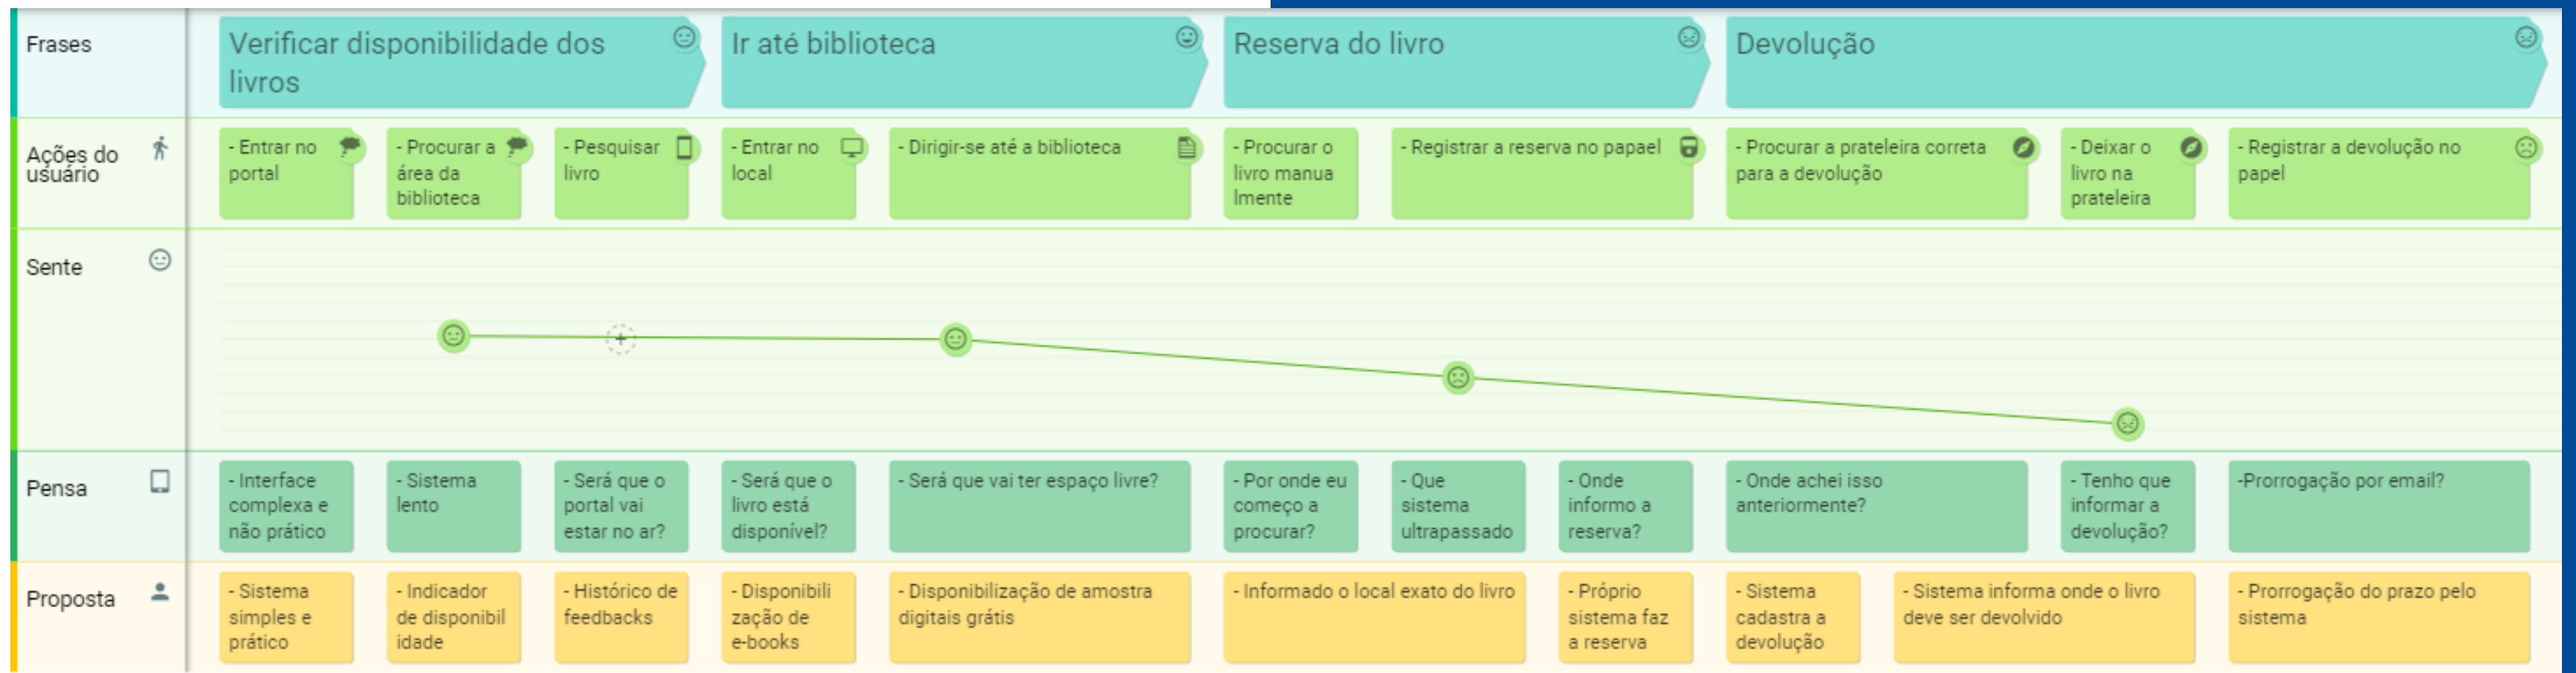 Frases
Verificar disponibilidade dos
livros
Ir até biblioteca
Reserva do livro
Devolução
Ações do
usuário
- Entrar no
portal
- Procurar a
área da
biblioteca
- Pesquisar
livro
- Entrar no
local
- Dirigir-se até a biblioteca
- Procurar o
livro manua
lmente
- Registrar a reserva no papael
- Procurar a prateleira correta
para a devolução
- Deixar o
livro na
prateleira
- Registrar a devolução no
papel
Sente
Pensa
- Interface
complexa e
não prático
- Sistema
lento
- Será que o
portal vai
estar no ar?
- Será que o
livro está
disponível?
- Será que vai ter espaço livre?
- Por onde eu
começo a
procurar?
- Que
sistema
ultrapassado
- Onde
informo a
reserva?
- Onde achei isso
anteriormente?
- Tenho que
informar a
devolução?
-Prorrogação por email?
Proposta
- Sistema
simples e
prático
- Indicador
de disponibil
idade
- Histórico de
feedbacks
- Disponibili
zação de
e-books
- Disponibilização de amostra
digitais grátis
- Informado o local exato do livro
- Próprio
sistema faz
a reserva
- Sistema
cadastra a
devolução
- Sistema informa onde o livro
deve ser devolvido
- Prorrogação do prazo pelo
sistema